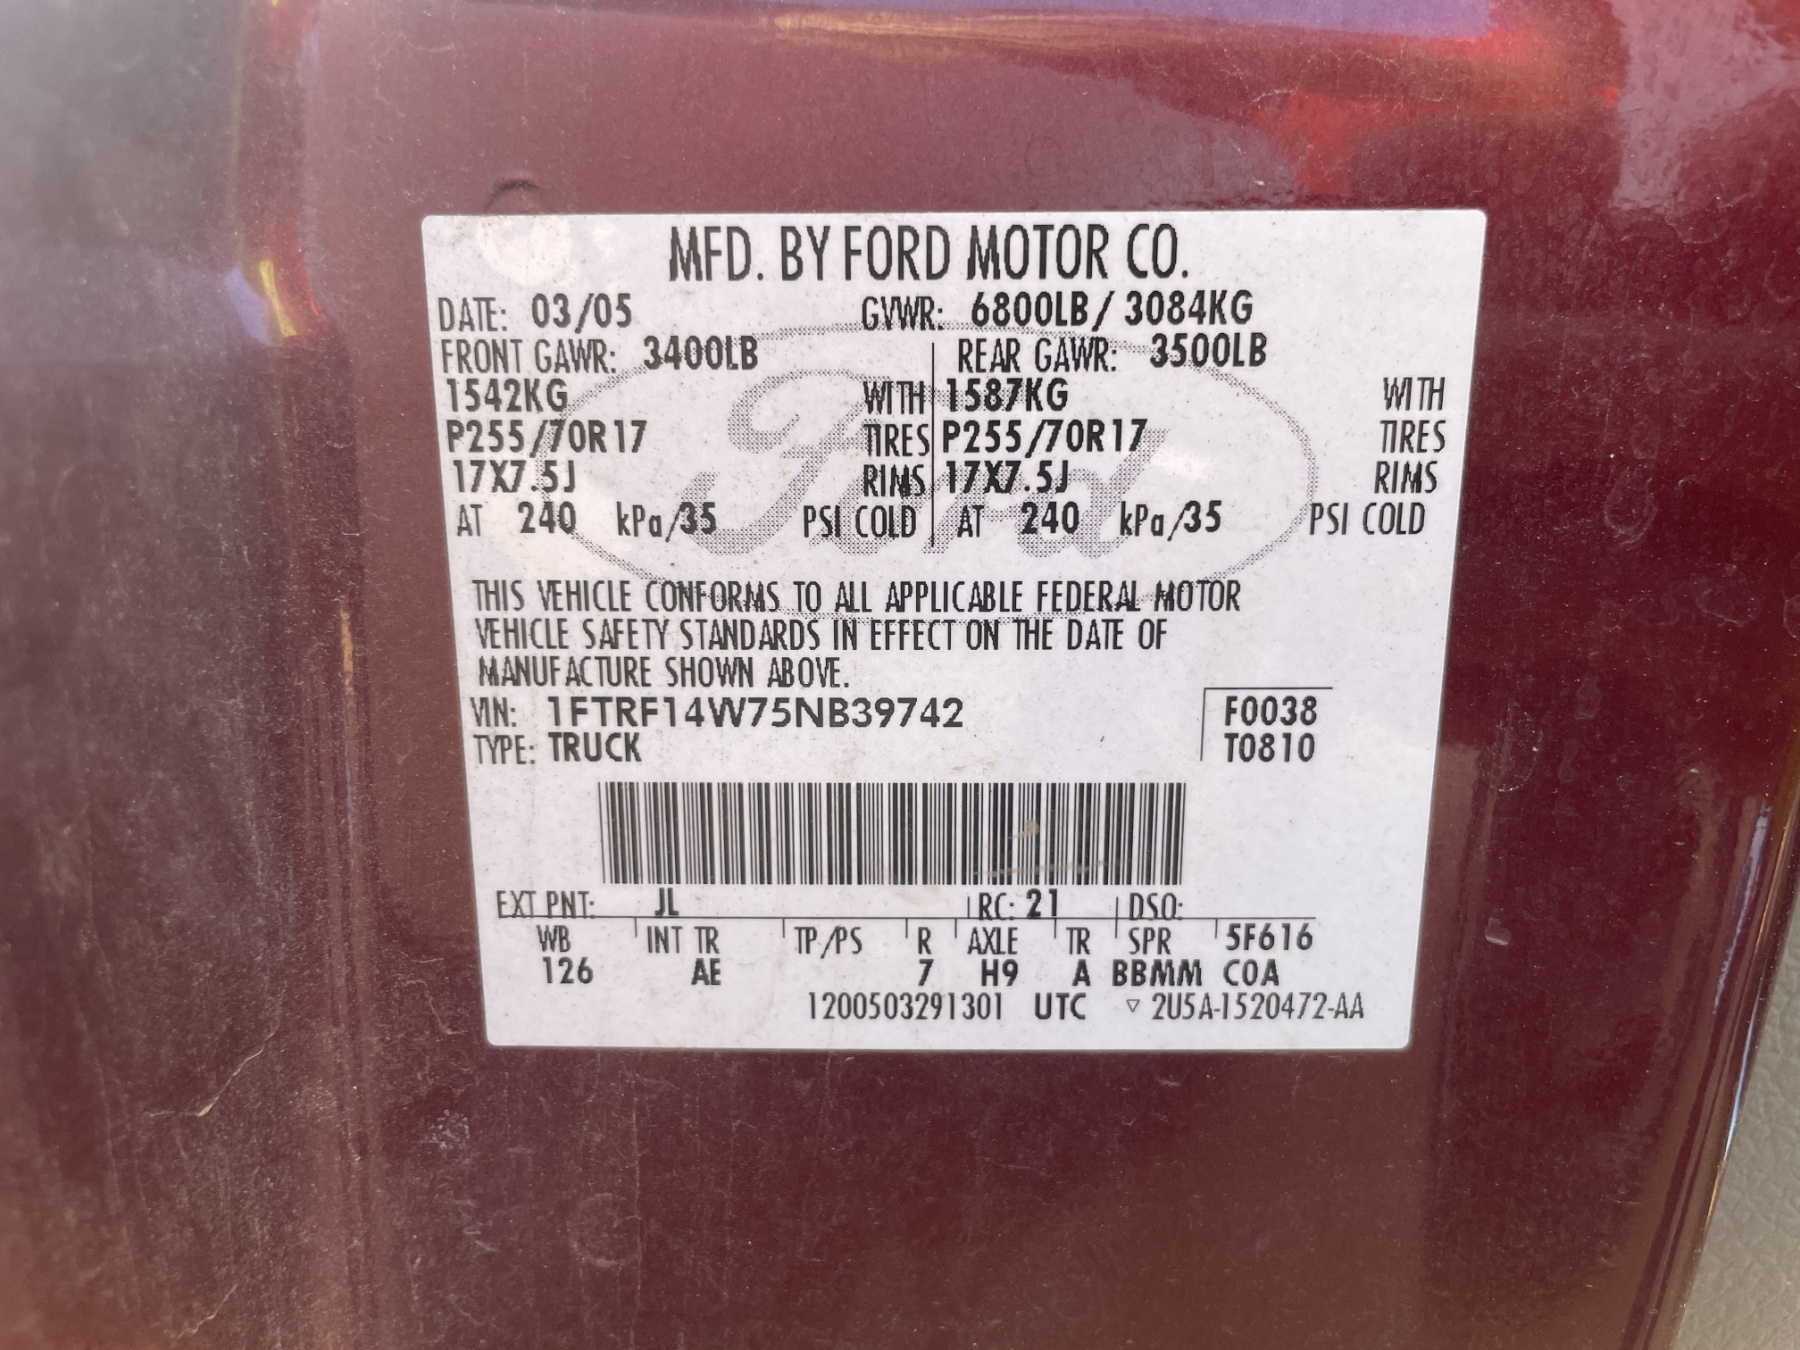 MFD. BY FORD MOTOR CO.
DATE: 03/05 GVWR: 6800LB/ 3084KG
FRONT GAWR: 3400LB REAR GAWR: 3500LB
1542KG WITH 1587KG WITH
P255/70R17 TIRES P255/70R17 TIRES
17X7.5J RIMS 17X7.5J RIMS
AT 240 kPa/35 PSI COLD AT 240 kPa/35 PSI COLD
Ford
THIS VEHICLE CONFORMS TO ALL APPLICABLE FEDERAL MOTOR
VEHICLE SAFETY STANDARDS IN EFFECT ON THE DATE OF
MANUFACTURE SHOWN ABOVE.
VIN: 1FTRF14W75NB39742 F0038
TYPE: TRUCK T0810
EXT PNT: JL RC: 21 DSO:
WB INT TR TP/PS R AXLE TR SPR 5F616
126 AE 7 H9 A BBMM C0A
1200503291301 UTC ▽ 2U5A-1520472-AA